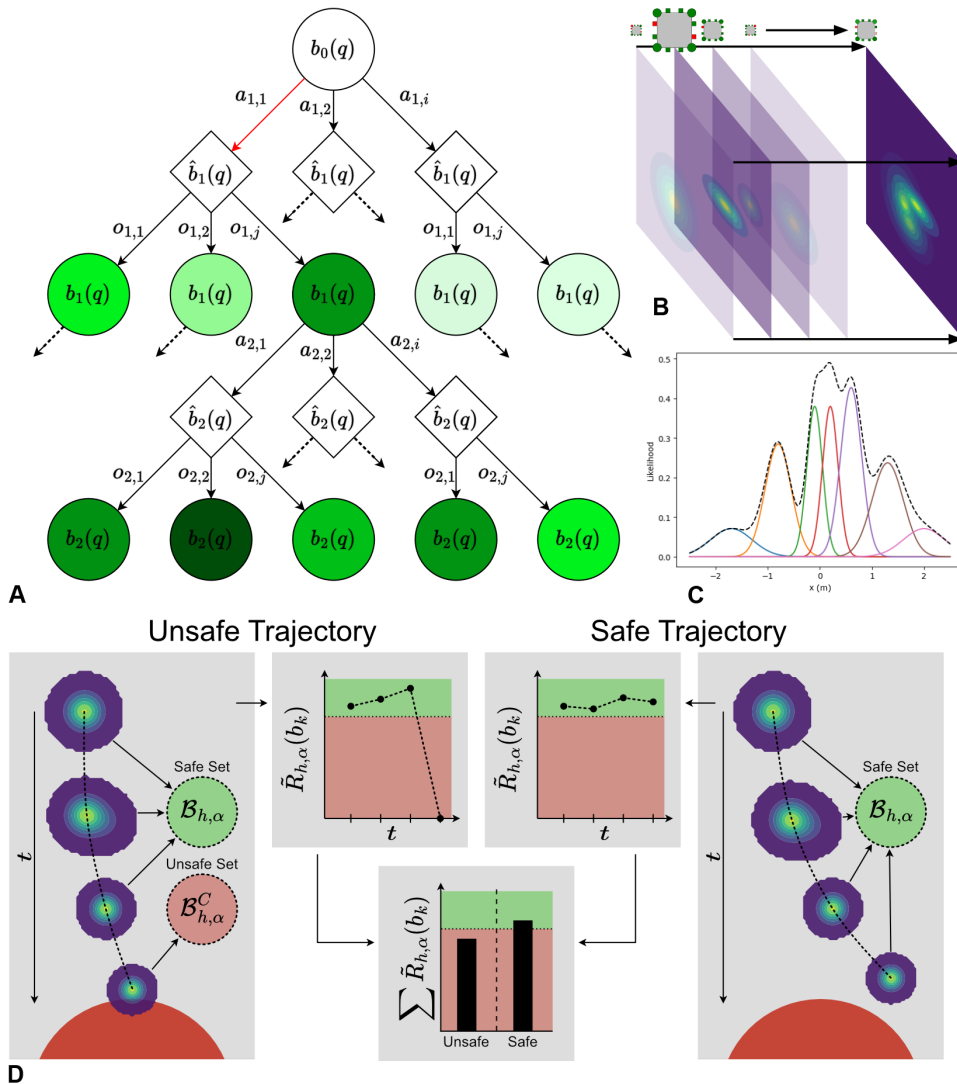 A
b₀(q)
a₁,₁
a₁,₂
a₁,ᵢ
b̂₁(q)
b̂₁(q)
b̂₁(q)
o₁,₁
o₁,₂
o₁,ⱼ
o₁,₁
o₁,ⱼ
b₁(q)
b₁(q)
b₁(q)
b₁(q)
b₁(q)
a₂,₁
a₂,₂
a₂,ᵢ
b̂₂(q)
b̂₂(q)
b̂₂(q)
o₂,₁
o₂,₂
o₂,ⱼ
o₂,₁
o₂,ⱼ
b₂(q)
b₂(q)
b₂(q)
b₂(q)
b₂(q)
B
0.5
0.4
0.3
0.2
0.1
0.0
Likelihood
−2
−1
0
1
2
x (m)
C
Unsafe Trajectory
Safe Trajectory
t
Safe Set
𝓑ₕ,α
Unsafe Set
𝓑ᶜₕ,α
R̃ₕ,α(bₖ)
t
R̃ₕ,α(bₖ)
t
∑ R̃ₕ,α(bₖ)
Unsafe
Safe
t
Safe Set
𝓑ₕ,α
D